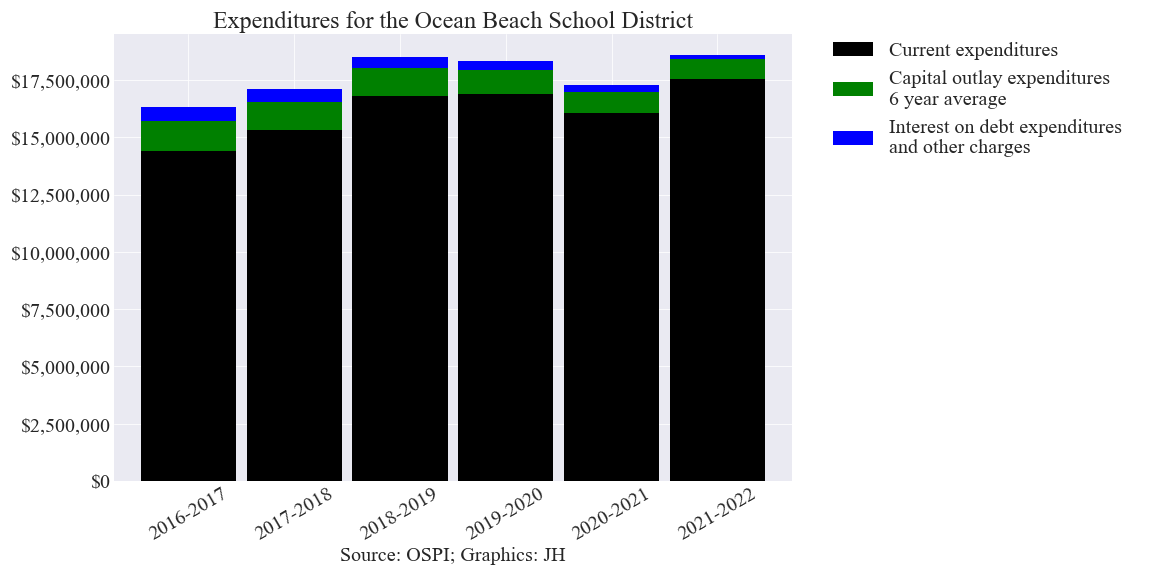 Expenditures for the Ocean Beach School District
Current expenditures
Capital outlay expenditures
6 year average
Interest on debt expenditures
and other charges
$17,500,000
$15,000,000
$12,500,000
$10,000,000
$7,500,000
$5,000,000
$2,500,000
$0
2016-2017
2017-2018
2018-2019
2019-2020
2020-2021
2021-2022
Source: OSPI; Graphics: JH